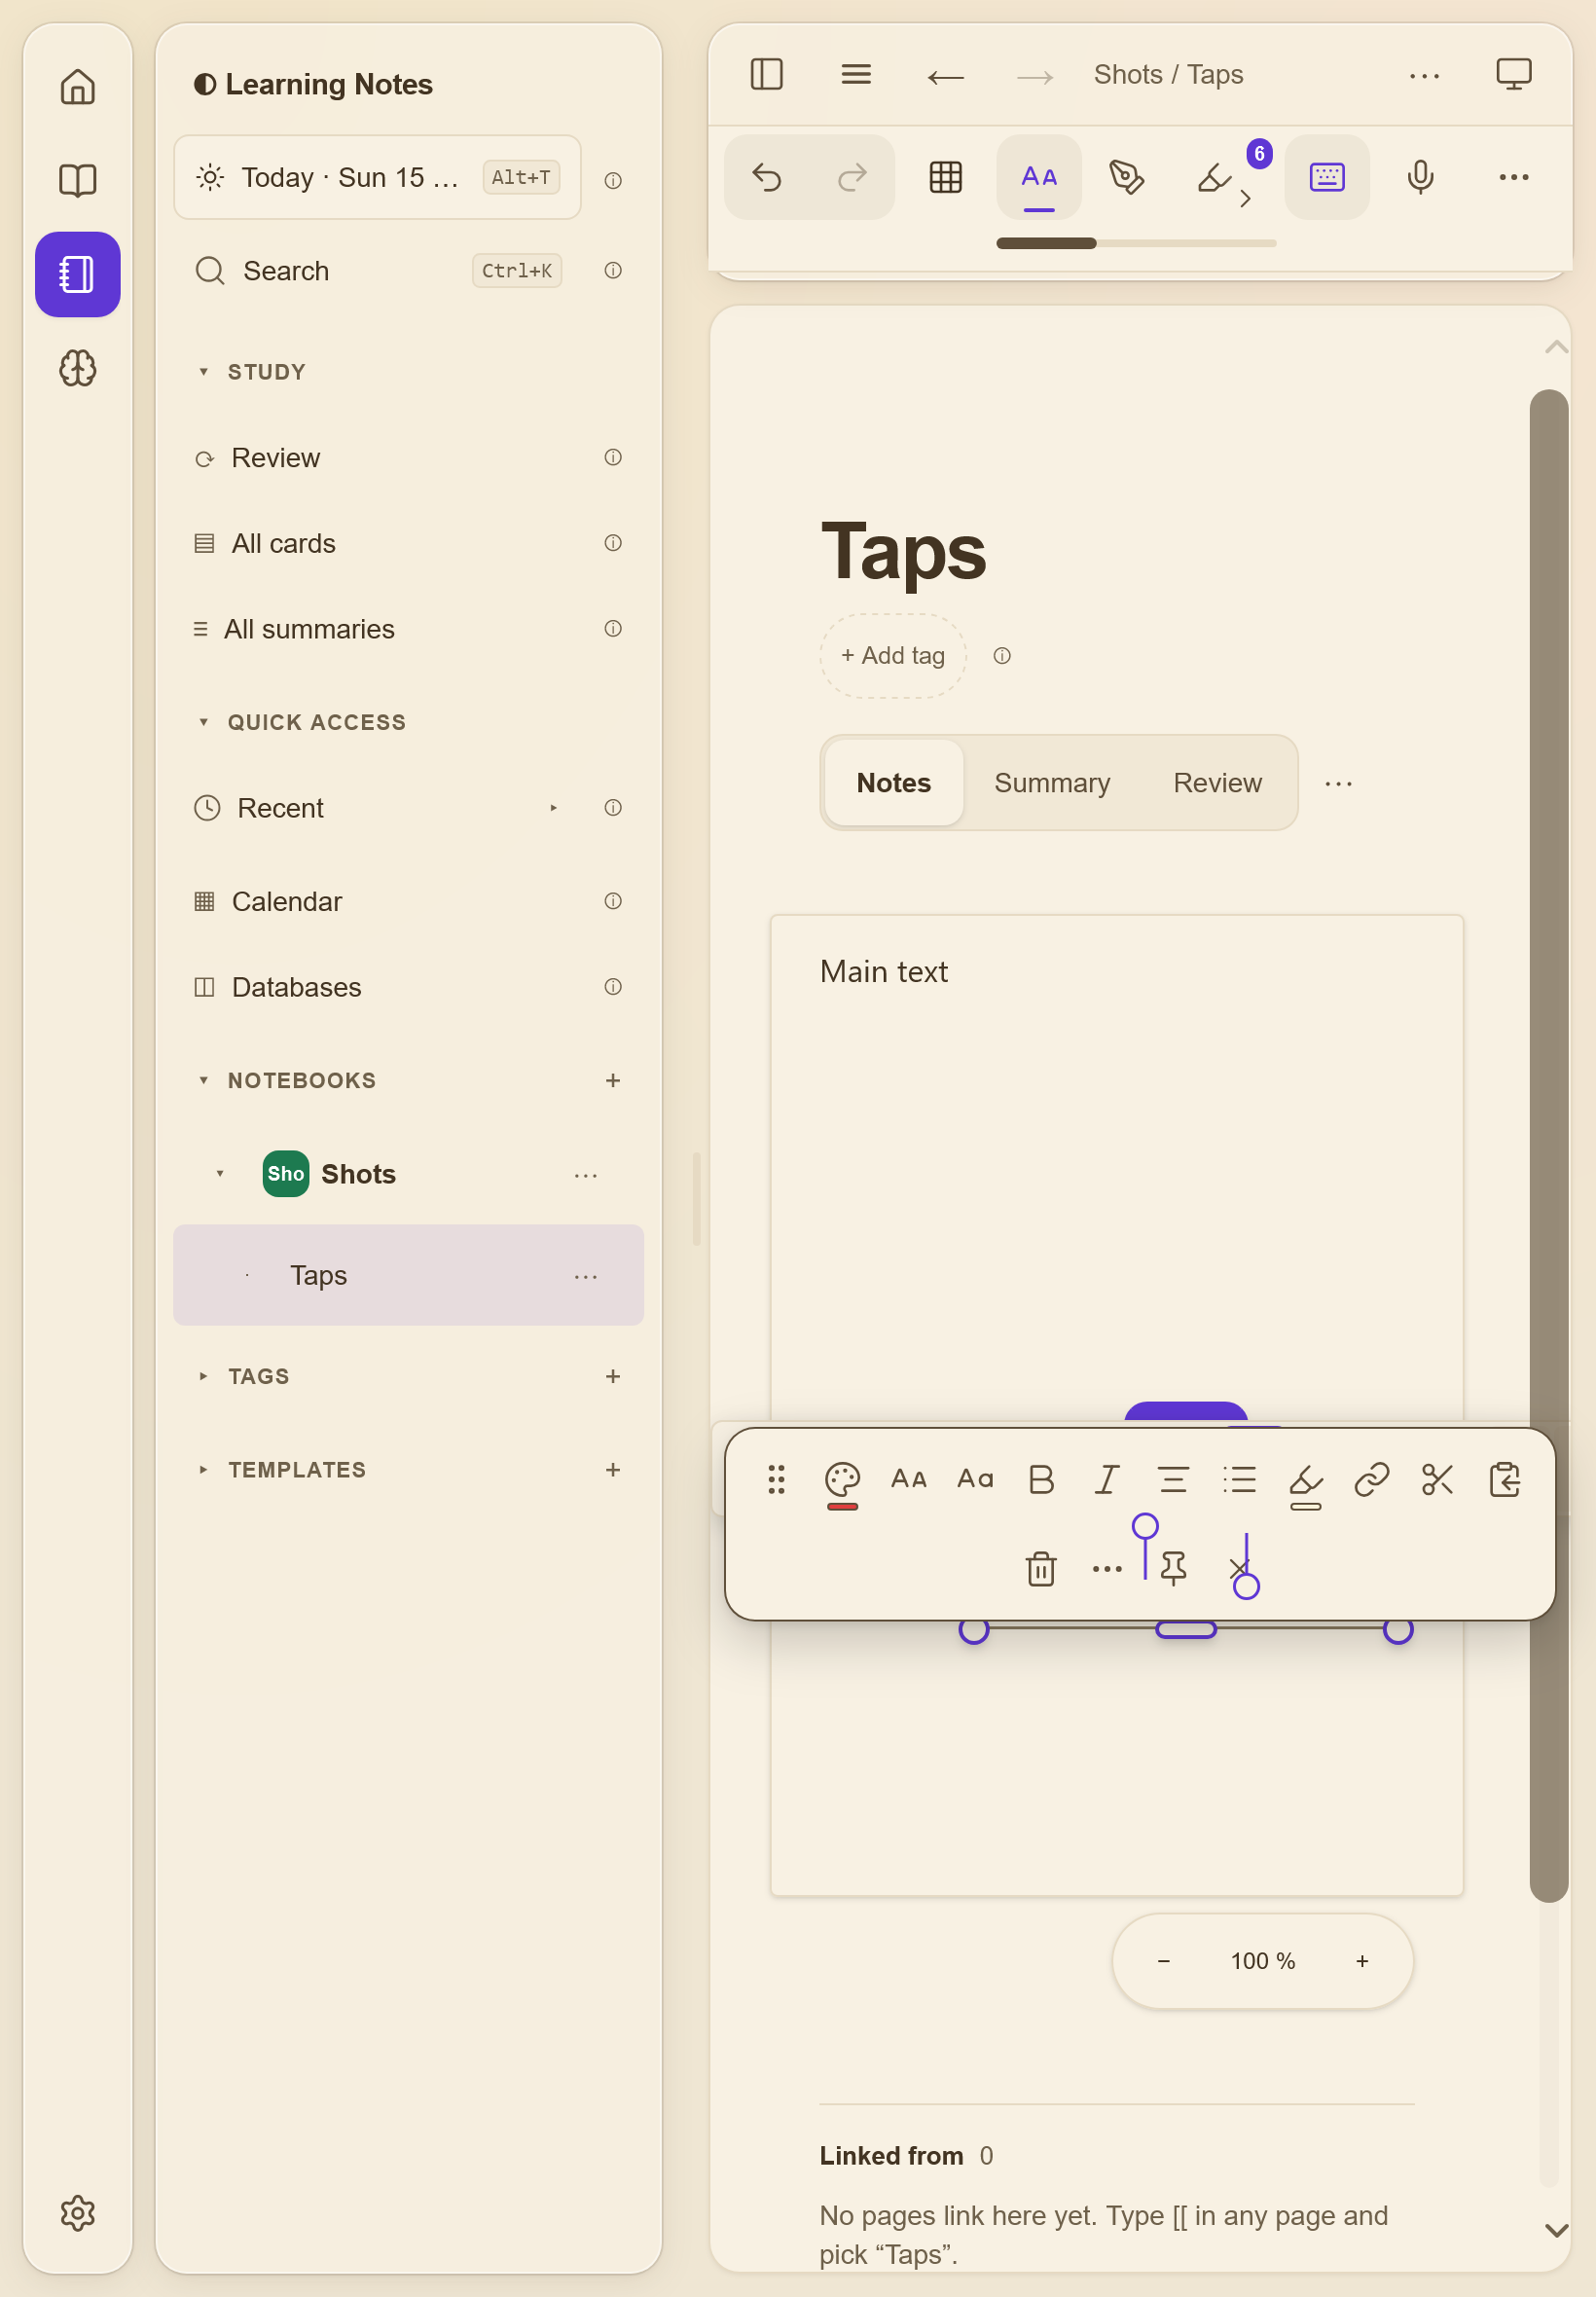 Learning Notes
Today · Sun 15 … Alt+T
Search Ctrl+K
STUDY
Review
All cards
All summaries
QUICK ACCESS
Recent
Calendar
Databases
NOTEBOOKS +
Sho Shots ...
Taps ...
TAGS +
TEMPLATES +
Shots / Taps ...
6
Taps
+ Add tag
Notes Summary Review ...
Main text
− 100 % +
Linked from 0
No pages link here yet. Type [[ in any page and
pick “Taps”.